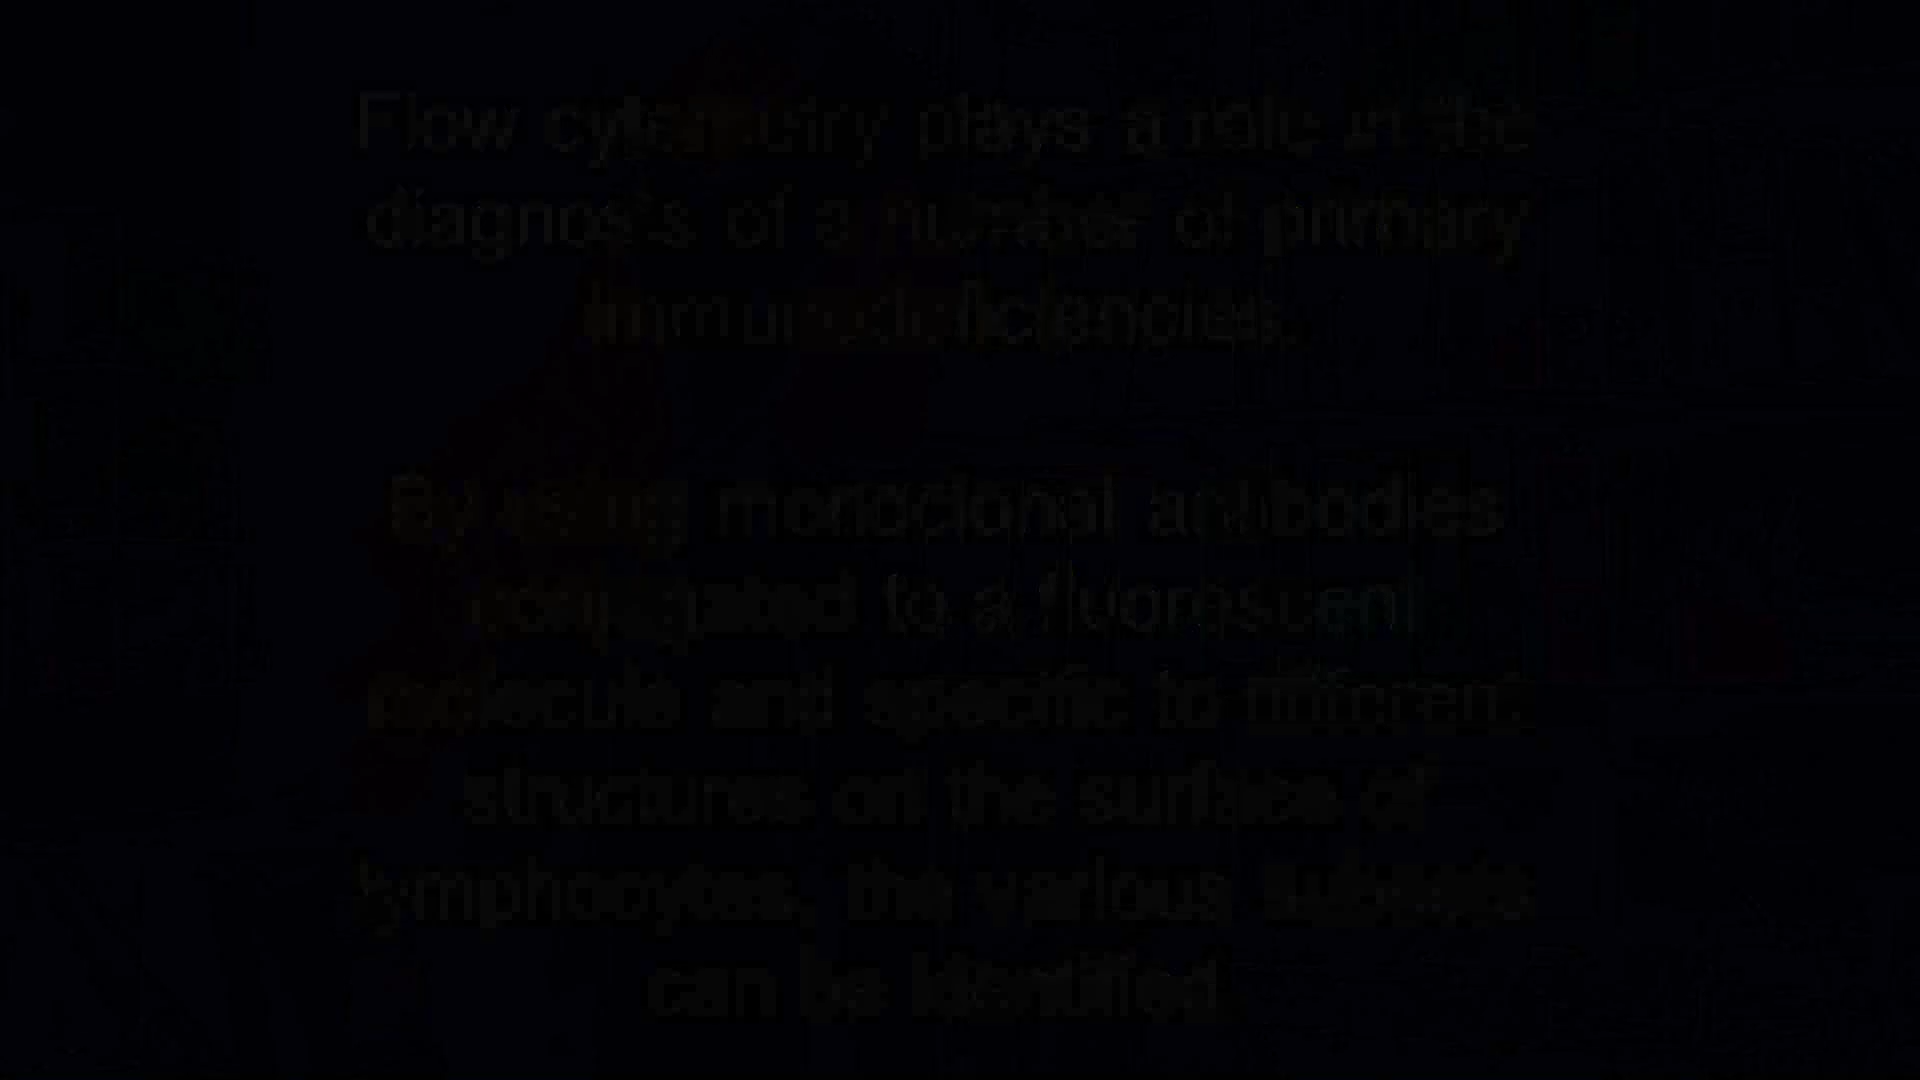 Flow cytometry plays a role in the
diagnosis of a number of primary
immunodeficiencies.
By using monoclonal antibodies
conjugated to a fluorescent
molecule and specific to different
structures on the surface of
lymphocytes, the various subsets
can be identified.